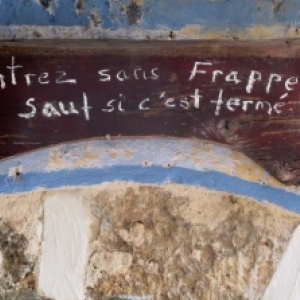 ntrez sans Frappe
sauf si c'est fermé